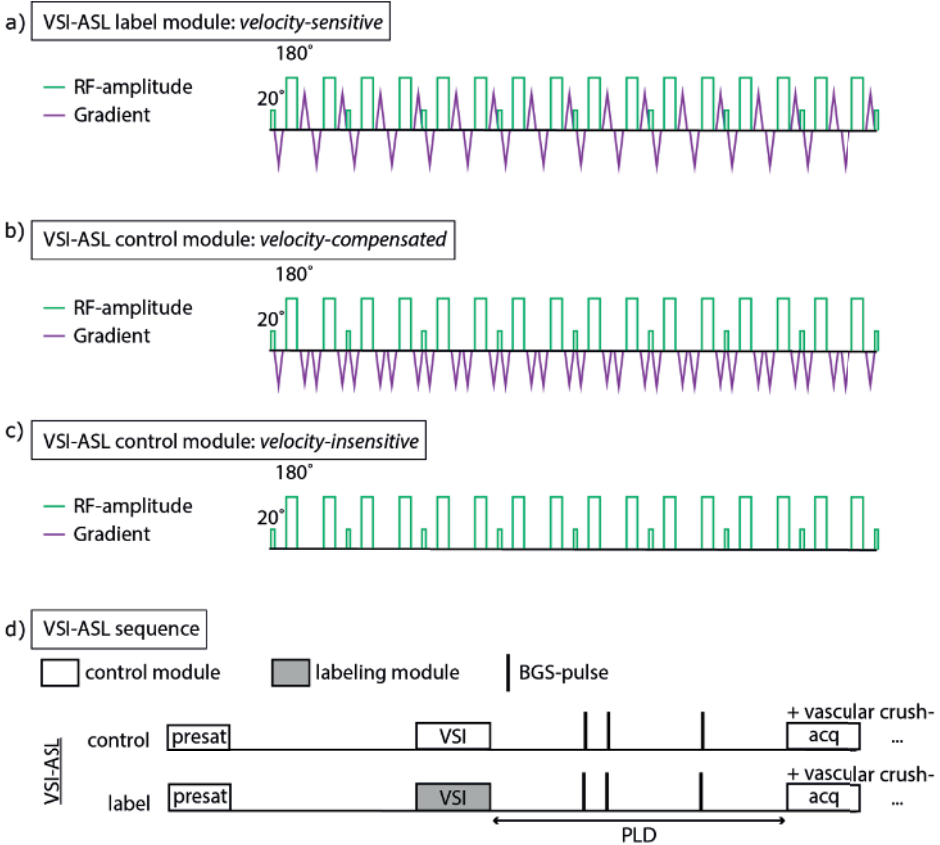 a) VSI-ASL label module: velocity-sensitive
180°
RF-amplitude
20°
Gradient
b) VSI-ASL control module: velocity-compensated
180°
RF-amplitude
20°
Gradient
c) VSI-ASL control module: velocity-insensitive
180°
RF-amplitude
20°
Gradient
d) VSI-ASL sequence
control module labeling module BGS-pulse
+ vascular crush-
control presat VSI acq ...
VSI-ASL
+ vascular crush-
label presat VSI acq ...
PLD